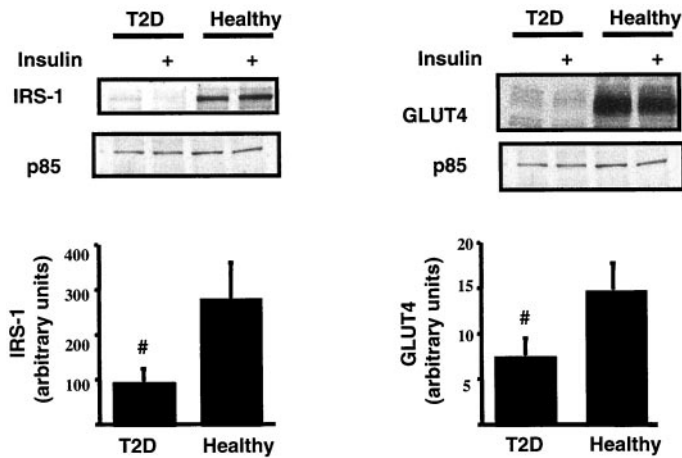 T2D Healthy
Insulin + +
IRS-1
p85
400
300
200
100
IRS-1
(arbitrary units)
#
T2D Healthy
T2D Healthy
Insulin + +
GLUT4
p85
20
15
10
5
GLUT4
(arbitrary units)
#
T2D Healthy